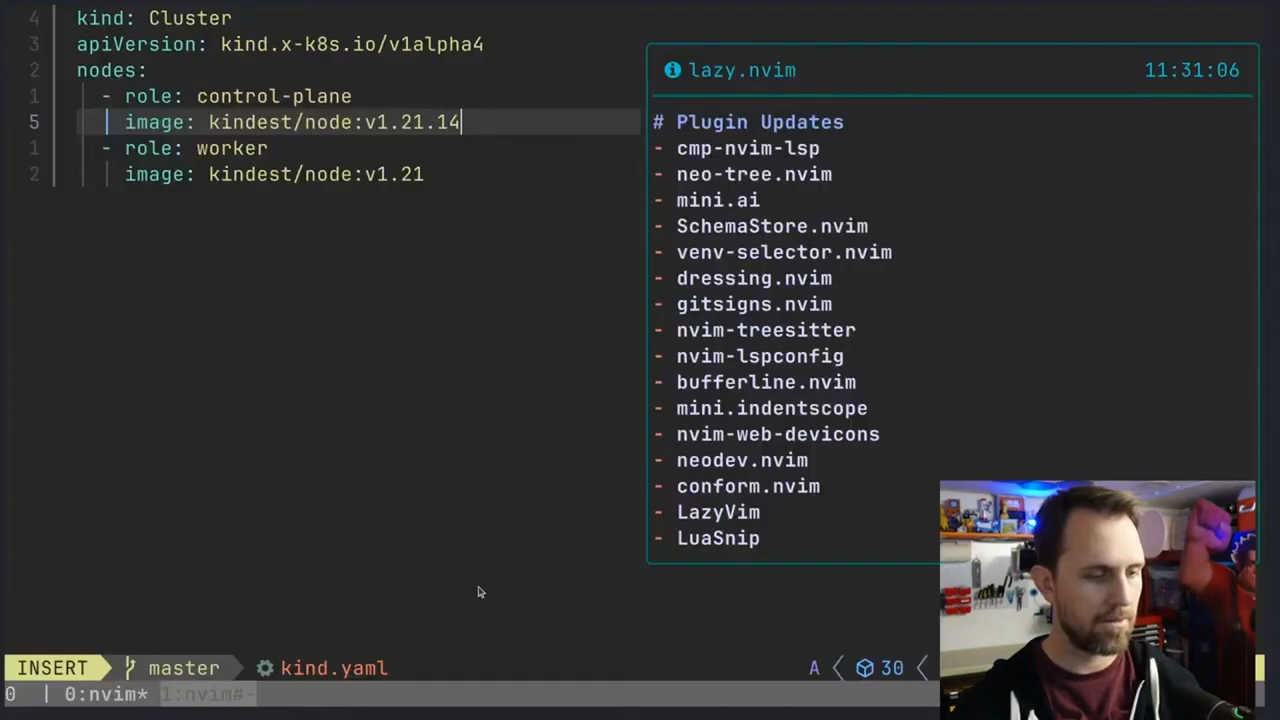 4 kind: Cluster
3 apiVersion: kind.x-k8s.io/v1alpha4
2 nodes:
1 - role: control-plane
5 image: kindest/node:v1.21.14
1 - role: worker
2 image: kindest/node:v1.21
lazy.nvim 11:31:06
# Plugin Updates
- cmp-nvim-lsp
- neo-tree.nvim
- mini.ai
- SchemaStore.nvim
- venv-selector.nvim
- dressing.nvim
- gitsigns.nvim
- nvim-treesitter
- nvim-lspconfig
- bufferline.nvim
- mini.indentscope
- nvim-web-devicons
- neodev.nvim
- conform.nvim
- LazyVim
- LuaSnip
INSERT master kind.yaml A 30
0 | 0:nvim* 1:nvim#-